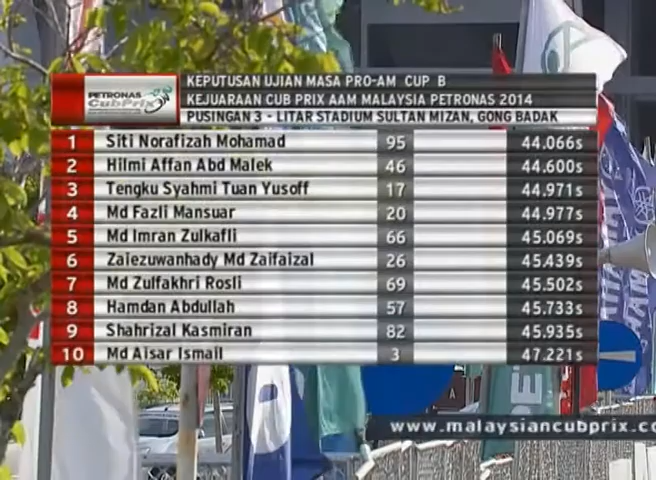 PETRONAS
CubPrix
KEPUTUSAN UJIAN MASA PRO-AM CUP B
KEJUARAAN CUB PRIX AAM MALAYSIA PETRONAS 2014
PUSINGAN 3 - LITAR STADIUM SULTAN MIZAN, GONG BADAK
1 Siti Norafizah Mohamad 95 44.066s
2 Hilmi Affan Abd Malek 46 44.600s
3 Tengku Syahmi Tuan Yusoff 17 44.971s
4 Md Fazli Mansuar 20 44.977s
5 Md Imran Zulkafli 66 45.069s
6 Zaiezuwanhady Md Zaifaizal 26 45.439s
7 Md Zulfakhri Rosli 69 45.502s
8 Hamdan Abdullah 57 45.733s
9 Shahrizal Kasmiran 82 45.935s
10 Md Aisar Ismail 3 47.221s
www.malaysiancubprix.co